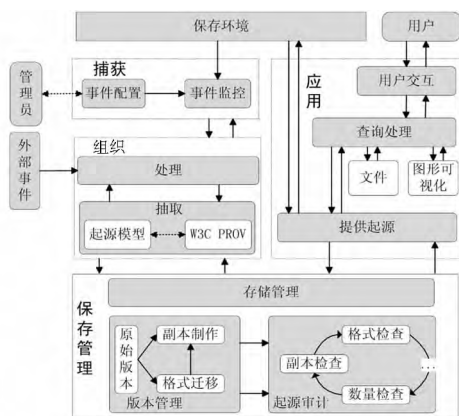 保存环境
用户
捕获
管理员
事件配置
事件监控
应用
用户交互
外部事件
组织
处理
查询处理
文件
图形可
视化
抽取
起源模型
W3C PROV
提供起源
保存管理
存储管理
原始版本
副本制作
格式迁移
版本管理
格式检查
副本检查
...
数量检查
起源审计